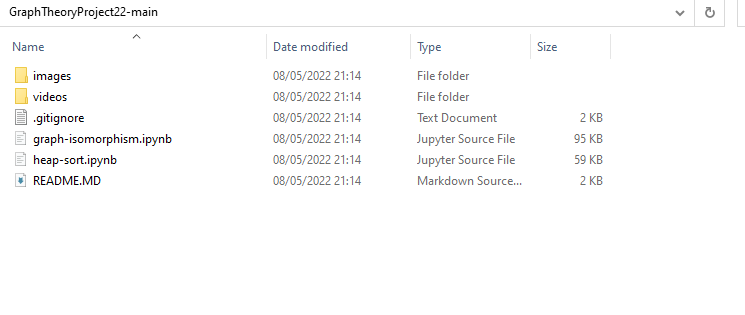 GraphTheoryProject22-main
Name Date modified Type Size
images 08/05/2022 21:14 File folder
videos 08/05/2022 21:14 File folder
.gitignore 08/05/2022 21:14 Text Document 2 KB
graph-isomorphism.ipynb 08/05/2022 21:14 Jupyter Source File 95 KB
heap-sort.ipynb 08/05/2022 21:14 Jupyter Source File 59 KB
README.MD 08/05/2022 21:14 Markdown Source... 2 KB